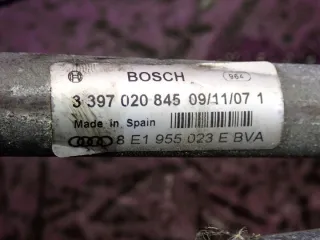 BOSCH
3 397 020 845 09/11/07 1
Made in Spain
8 E1 955 023 E BVA